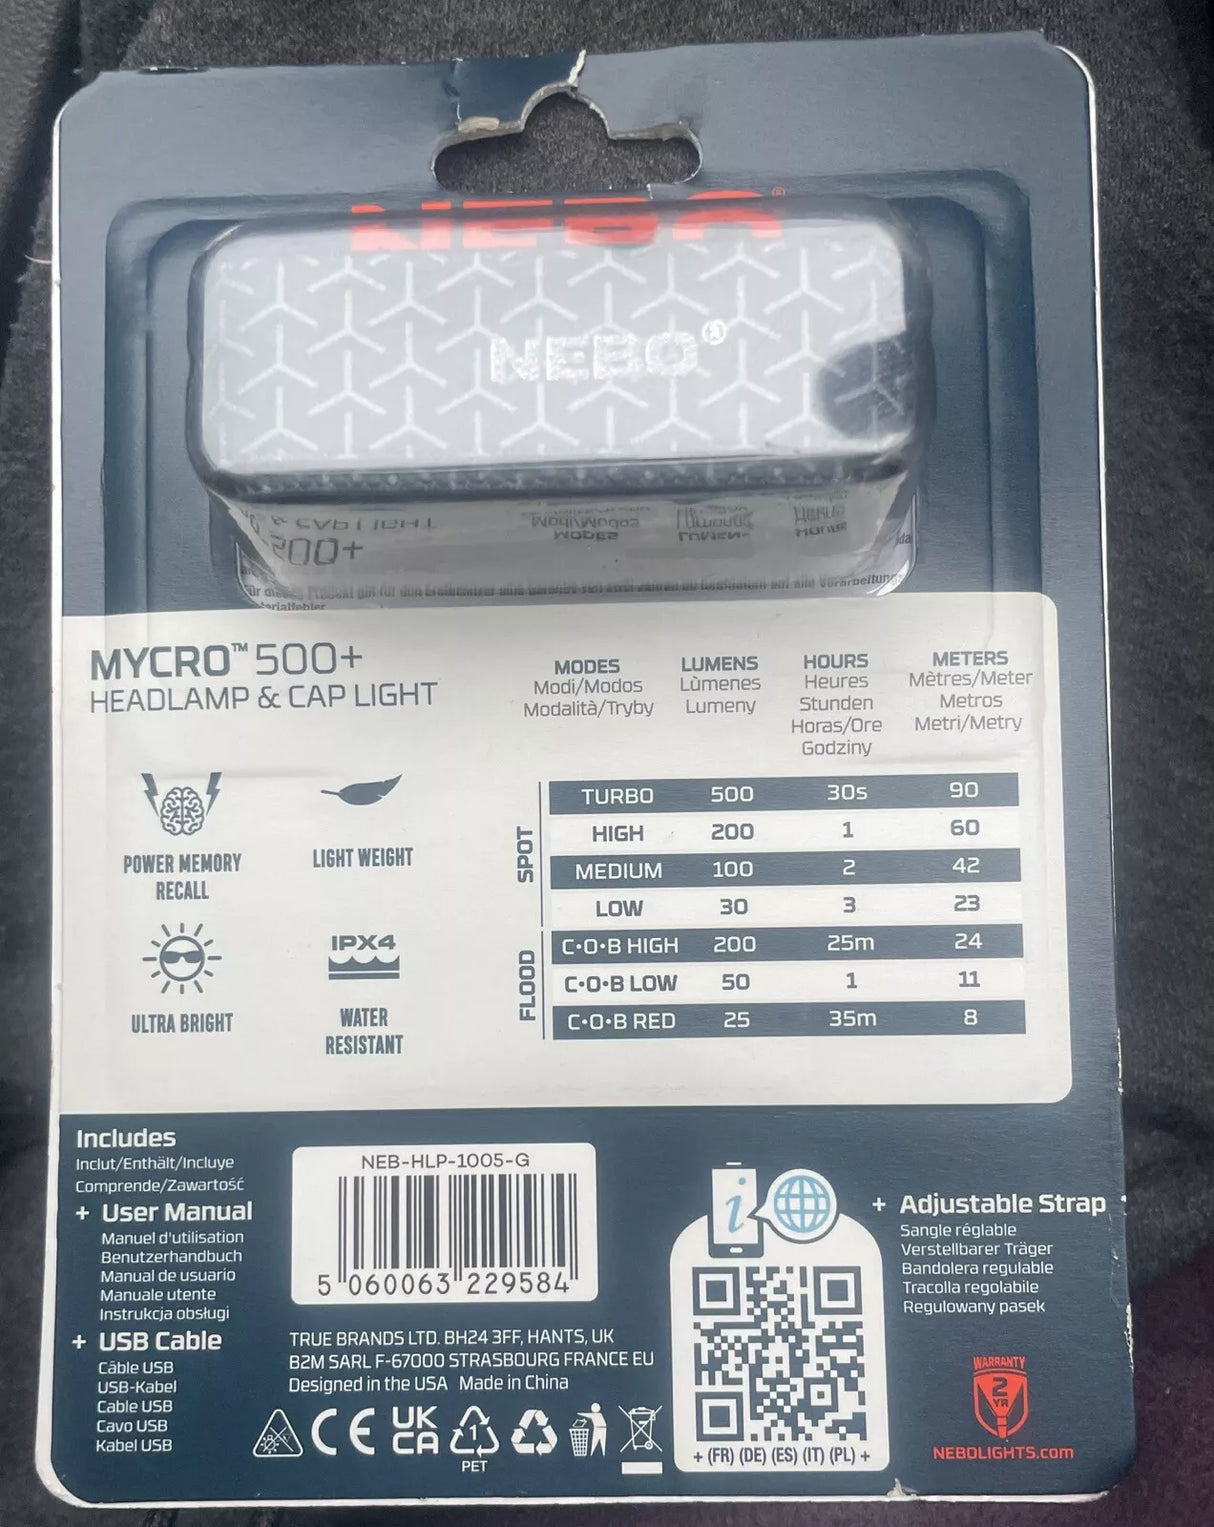 NEBO®
NEBO®
& CAP LIGHT
500+
MYCRO™ 500+
HEADLAMP & CAP LIGHT
POWER MEMORY
RECALL
LIGHT WEIGHT
ULTRA BRIGHT
IPX4
WATER
RESISTANT
MODES
Modi/Modos
Modalità/Tryby
LUMENS
Lùmenes
Lumeny
HOURS
Heures
Stunden
Horas/Ore
Godziny
METERS
Mètres/Meter
Metros
Metri/Metry
SPOT
TURBO 500 30s 90
HIGH 200 1 60
MEDIUM 100 2 42
LOW 30 3 23
FLOOD
C•O•B HIGH 200 25m 24
C•O•B LOW 50 1 11
C•O•B RED 25 35m 8
Includes
Inclut/Enthält/Incluye
Comprende/Zawartość
+ User Manual
Manuel d'utilisation
Benutzerhandbuch
Manual de usuario
Manuale utente
Instrukcja obsługi
+ USB Cable
Câble USB
USB-Kabel
Cable USB
Cavo USB
Kabel USB
NEB-HLP-1005-G
5 060063 229584
TRUE BRANDS LTD. BH24 3FF, HANTS, UK
B2M SARL F-67000 STRASBOURG FRANCE EU
Designed in the USA Made in China
CE
UK
CA
1
PET
i
+ (FR) (DE) (ES) (IT) (PL) +
+ Adjustable Strap
Sangle réglable
Verstellbarer Träger
Bandolera regulable
Tracolla regolabile
Regulowany pasek
WARRANTY
2
YR
NEBOLIGHTS.com